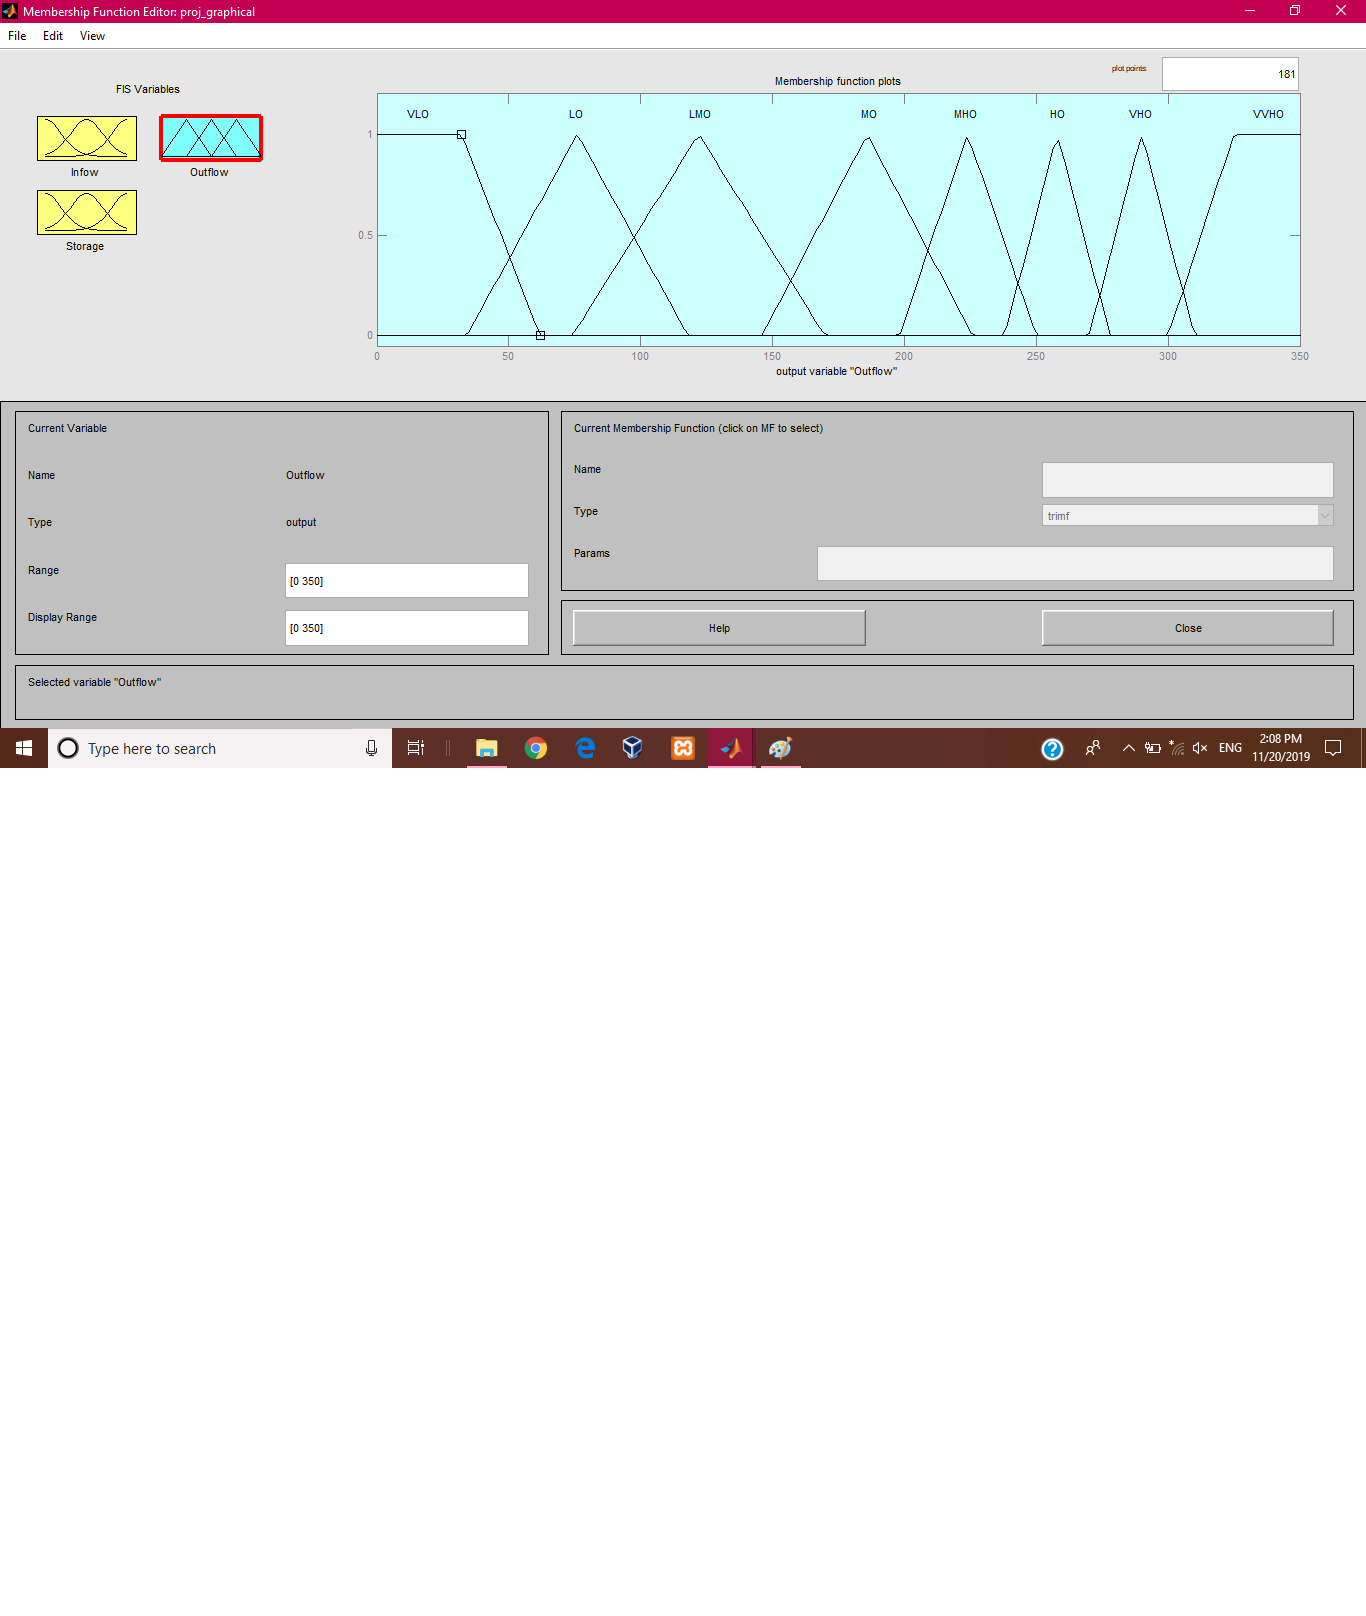 Membership Function Editor: proj_graphical
File Edit View
FIS Variables
Infow
Outflow
Storage
plot points:
181
Membership function plots
VLO LO LMO MO MHO HO VHO VVHO
1
0.5
0
0 50 100 150 200 250 300 350
output variable "Outflow"
Current Variable
Name Outflow
Type output
Range [0 350]
Display Range [0 350]
Current Membership Function (click on MF to select)
Name
Type trimf
Params
Help Close
Selected variable "Outflow"
Type here to search
ENG
2:08 PM
11/20/2019